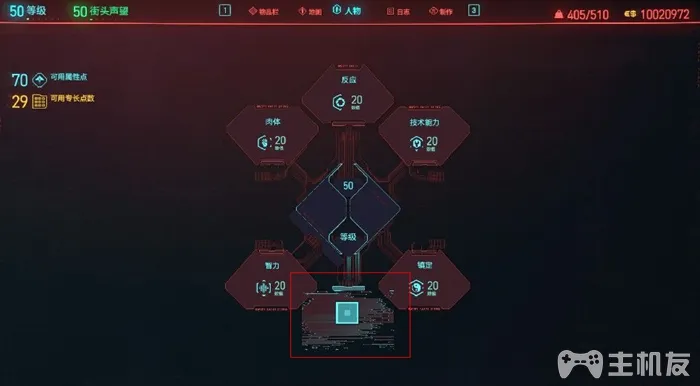 50 等级
50 街头声望
1
物品栏
地图
人物
日志
制作
3
405/510
10020972
70 可用属性点
29 可用专长点数
反应
20
肉体
20
技术能力
20
50
等级
智力
20
镇定
20
主机友